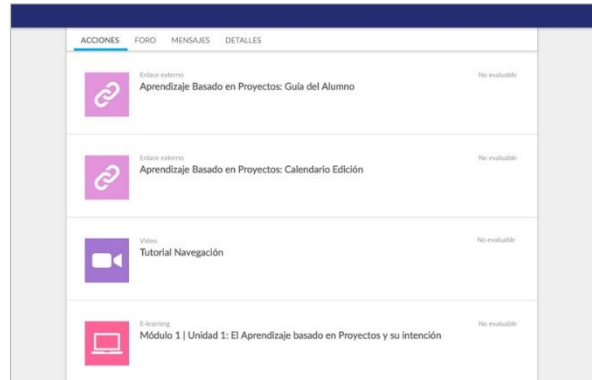 ACCIONES FORO MENSAJES DETALLES
Enlace externo No evaluable
Aprendizaje Basado en Proyectos: Guía del Alumno
Enlace externo No evaluable
Aprendizaje Basado en Proyectos: Calendario Edición
Vídeo No evaluable
Tutorial Navegación
E-learning No evaluable
Módulo 1 | Unidad 1: El Aprendizaje basado en Proyectos y su intención